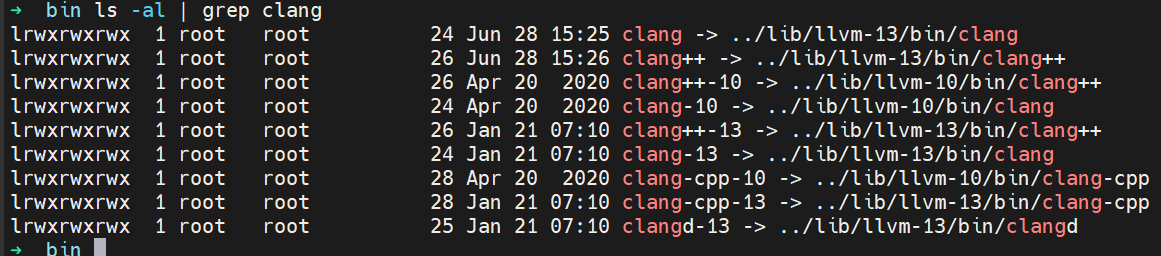 ➜  bin ls -al | grep clang
lrwxrwxrwx  1 root   root          24 Jun 28 15:25 clang -> ../lib/llvm-13/bin/clang
lrwxrwxrwx  1 root   root          26 Jun 28 15:26 clang++ -> ../lib/llvm-13/bin/clang++
lrwxrwxrwx  1 root   root          26 Apr 20  2020 clang++-10 -> ../lib/llvm-10/bin/clang++
lrwxrwxrwx  1 root   root          24 Apr 20  2020 clang-10 -> ../lib/llvm-10/bin/clang
lrwxrwxrwx  1 root   root          26 Jan 21 07:10 clang++-13 -> ../lib/llvm-13/bin/clang++
lrwxrwxrwx  1 root   root          24 Jan 21 07:10 clang-13 -> ../lib/llvm-13/bin/clang
lrwxrwxrwx  1 root   root          28 Apr 20  2020 clang-cpp-10 -> ../lib/llvm-10/bin/clang-cpp
lrwxrwxrwx  1 root   root          28 Jan 21 07:10 clang-cpp-13 -> ../lib/llvm-13/bin/clang-cpp
lrwxrwxrwx  1 root   root          25 Jan 21 07:10 clangd-13 -> ../lib/llvm-13/bin/clangd
➜  bin